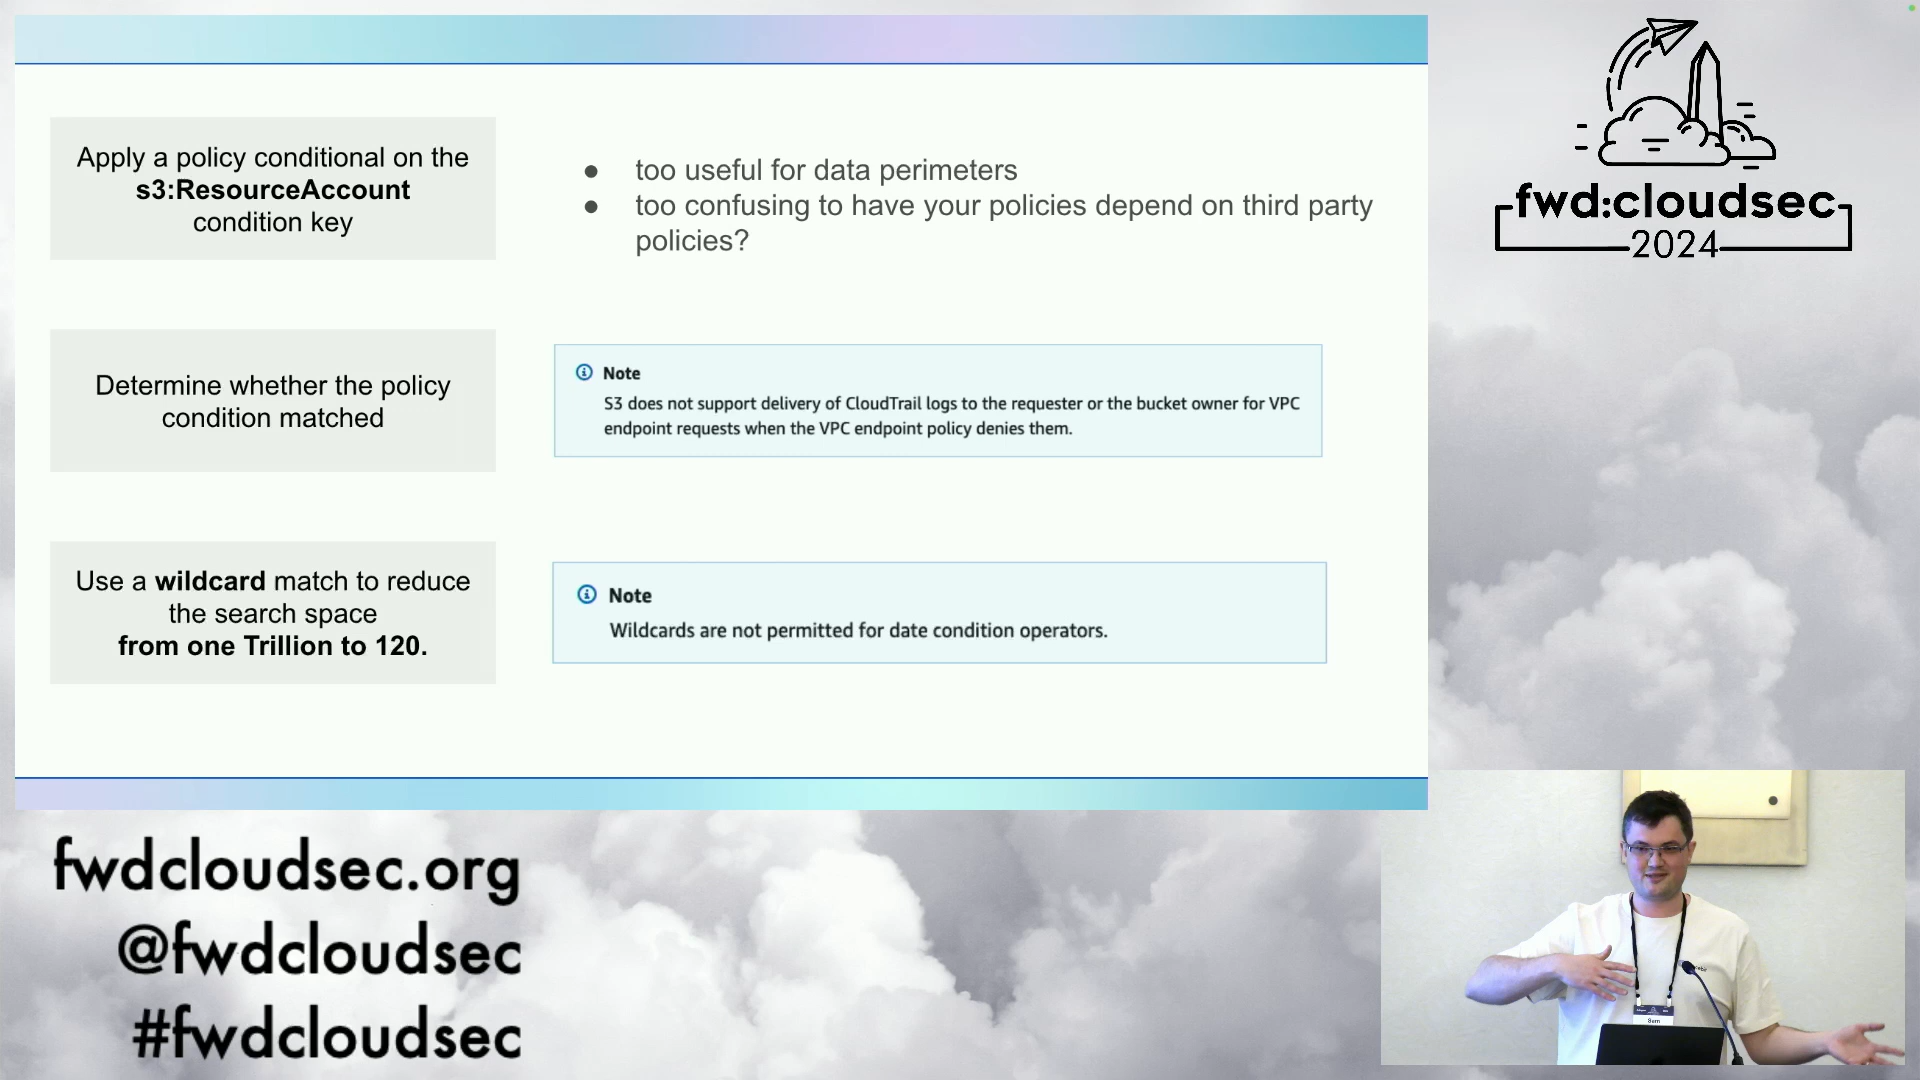 Apply a policy conditional on the
s3:ResourceAccount
condition key
● too useful for data perimeters
● too confusing to have your policies depend on third party
policies?
Determine whether the policy
condition matched
Note
S3 does not support delivery of CloudTrail logs to the requester or the bucket owner for VPC
endpoint requests when the VPC endpoint policy denies them.
Use a wildcard match to reduce
the search space
from one Trillion to 120.
Note
Wildcards are not permitted for date condition operators.
fwd:cloudsec
2024
fwdcloudsec.org
@fwdcloudsec
#fwdcloudsec
Sam